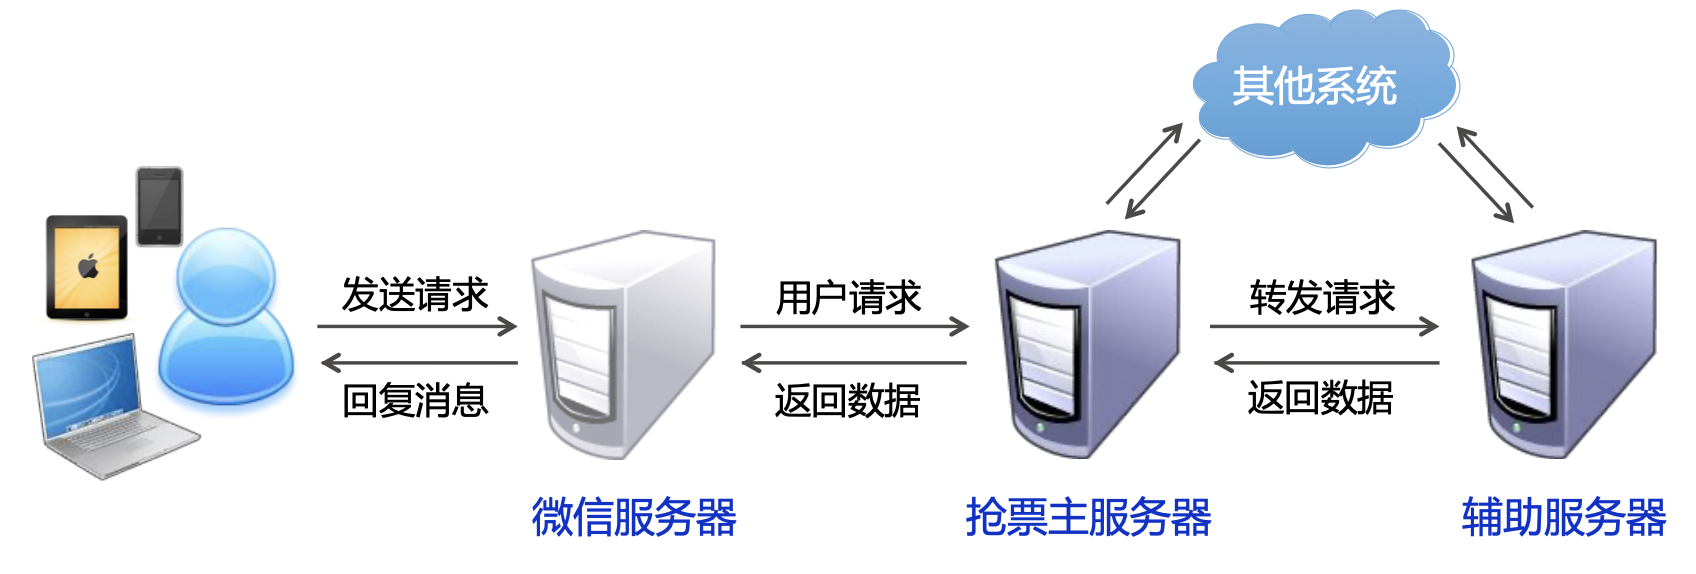 其他系统
发送请求
用户请求
转发请求
回复消息
返回数据
返回数据
微信服务器
抢票主服务器
辅助服务器